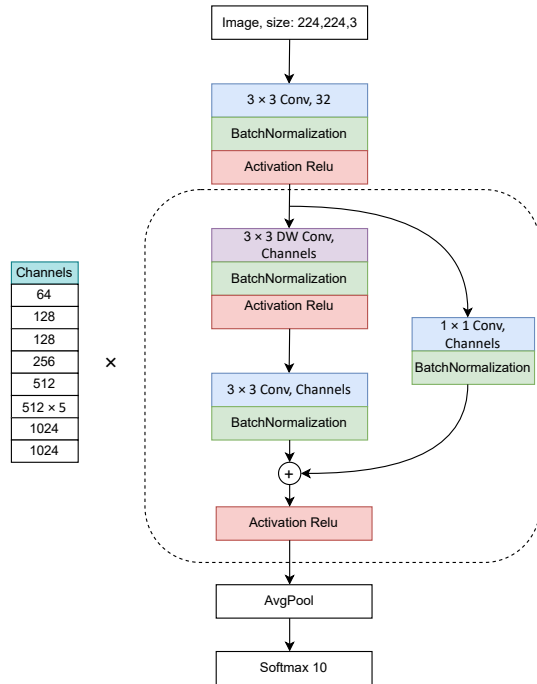 Image, size: 224,224,3
3 × 3 Conv, 32
BatchNormalization
Activation Relu
3 × 3 DW Conv,
Channels
BatchNormalization
Activation Relu
1 × 1 Conv,
Channels
BatchNormalization
3 × 3 Conv, Channels
BatchNormalization
+
Activation Relu
AvgPool
Softmax 10
Channels
64
128
128
256
512
512 × 5
1024
1024
×